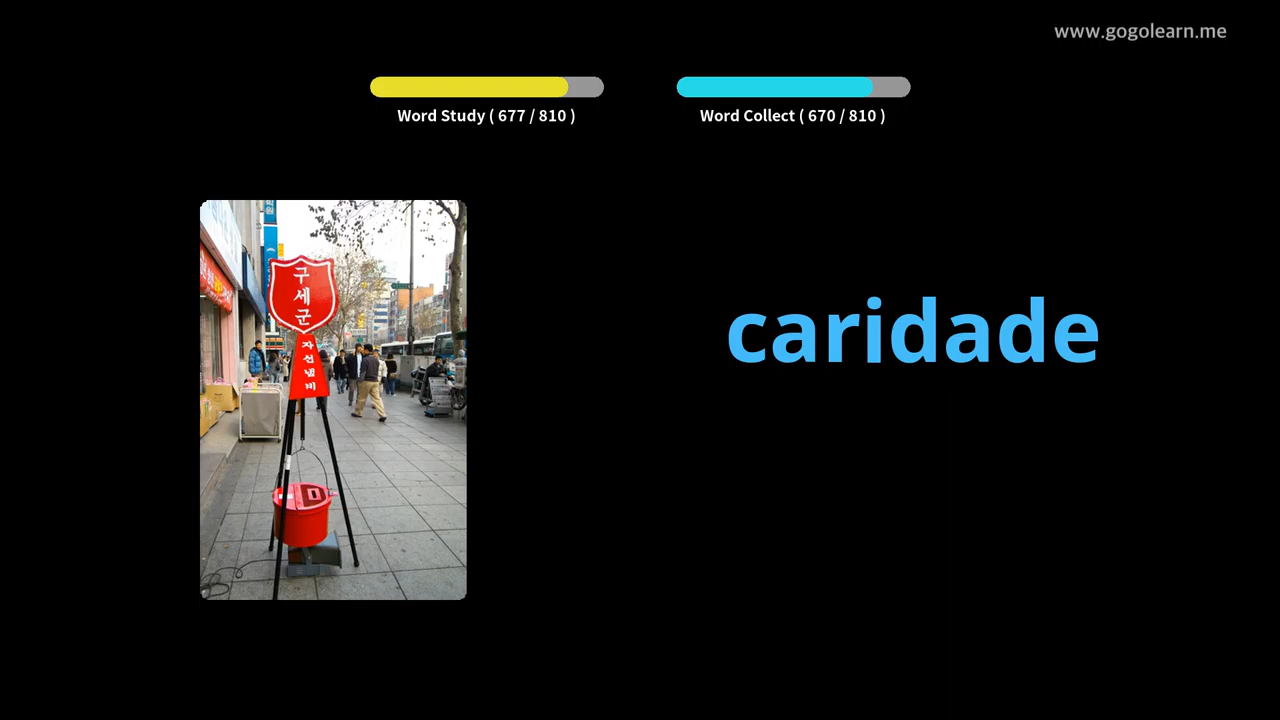 www.gogolearn.me
Word Study ( 677 / 810 )
Word Collect ( 670 / 810 )
구
세
군
자
선
냄
비
caridade